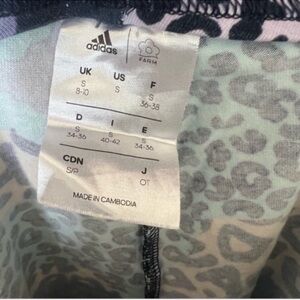 adidas
FARM
UK US F
S S S
8-10 36-38
D I E
S S S
34-36 40-42 34-36
CDN J
S/P OT
MADE IN CAMBODIA